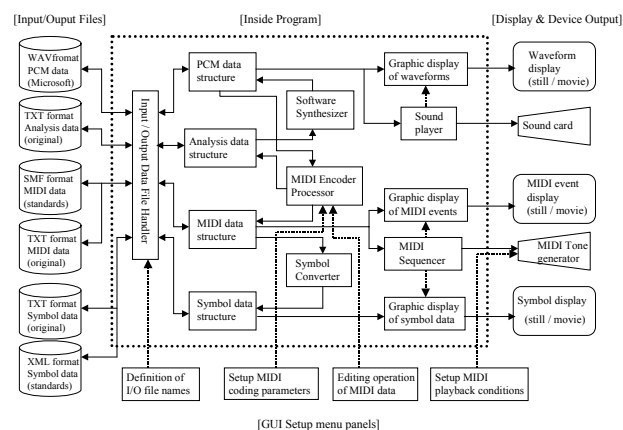 [Input/Ouput Files]
[Inside Program]
[Display & Device Output]
WAVfromat
PCM data
(Microsoft)
TXT format
Analysis data
(original)
SMF format
MIDI data
(standards)
TXT format
MIDI data
(original)
TXT format
Symbol data
(original)
XML format
Symbol data
(standards)
Input / Output Data File Handler
PCM data
structure
Software
Synthesizer
Analysis data
structure
MIDI Encoder
Processor
MIDI data
structure
Symbol
Converter
Symbol data
structure
Graphic display
of waveforms
Sound
player
Graphic display
of MIDI events
MIDI
Sequencer
Graphic display
of symbol data
Waveform
display
(still / movie)
Sound card
MIDI event
display
(still / movie)
MIDI Tone
generator
Symbol display
(still / movie)
Definition of
I/O file names
Setup MIDI
coding parameters
Editing operation
of MIDI data
Setup MIDI
playback conditions
[GUI Setup menu panels]